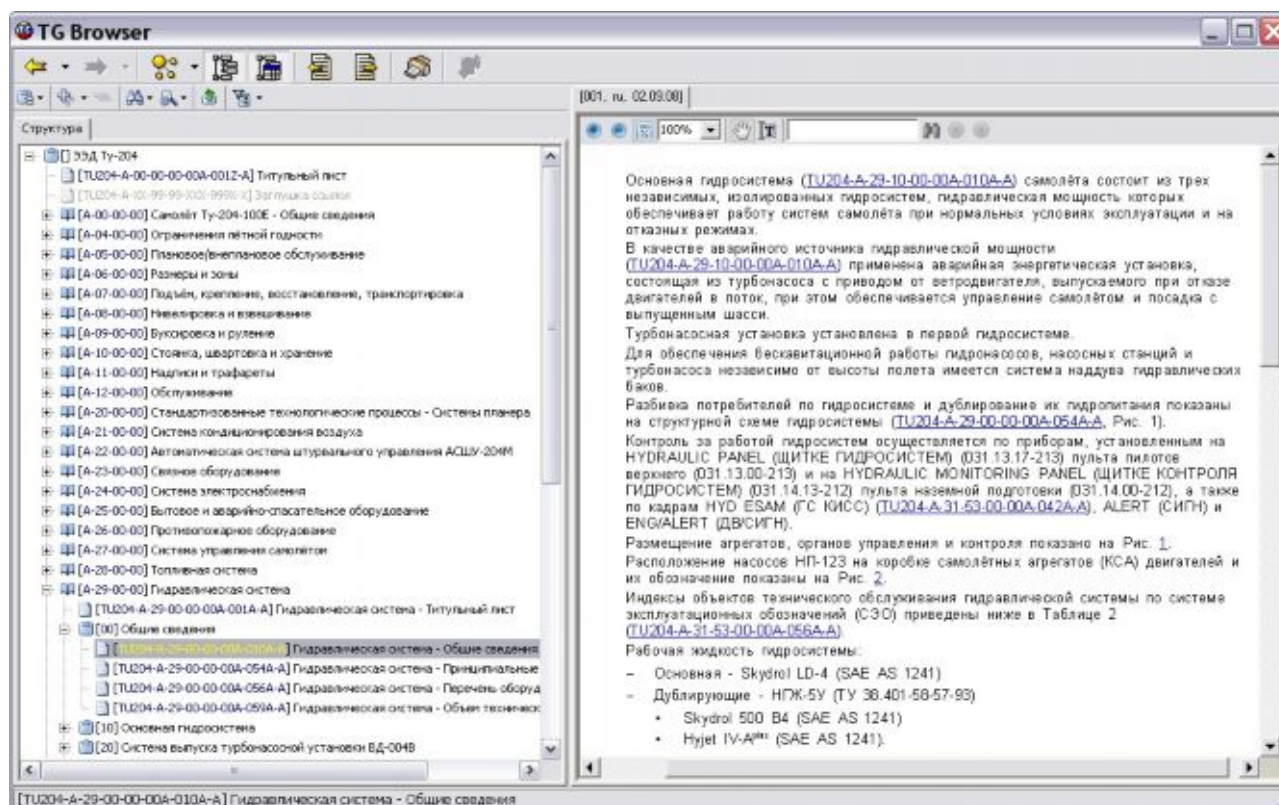 TG Browser
Структура
[] ЭЭД Ту-204
[TU204-A-00-00-00-00A-001Z-A] Титульный лист
[TU204-A-XX-99-99-XXX-999X-X] Заглушка ссылок
[A-00-00-00] Самолёт Ту-204-100Е - Общие сведения
[A-04-00-00] Ограничения лётной годности
[A-05-00-00] Плановое/внеплановое обслуживание
[A-06-00-00] Размеры и зоны
[A-07-00-00] Подъём, крепление, восстановление, транспортировка
[A-08-00-00] Нивелировка и взвешивание
[A-09-00-00] Буксировка и руление
[A-10-00-00] Стоянка, швартовка и хранение
[A-11-00-00] Надписи и трафареты
[A-12-00-00] Обслуживание
[A-20-00-00] Стандартизованные технологические процессы - Системы планера
[A-21-00-00] Система кондиционирования воздуха
[A-22-00-00] Автоматическая система штурвального управления АСШУ-204М
[A-23-00-00] Связное оборудование
[A-24-00-00] Система электроснабжения
[A-25-00-00] Бытовое и аварийно-спасательное оборудование
[A-26-00-00] Противопожарное оборудование
[A-27-00-00] Система управления самолётом
[A-28-00-00] Топливная система
[A-29-00-00] Гидравлическая система
[TU204-A-29-00-00-00A-001A-A] Гидравлическая система - Титульный лист
[00] Общие сведения
[TU204-A-29-00-00-00A-010A-A] Гидравлическая система - Общие сведения
[TU204-A-29-00-00-00A-054A-A] Гидравлическая система - Принципиальные
[TU204-A-29-00-00-00A-056A-A] Гидравлическая система - Перечень оборуд
[TU204-A-29-00-00-00A-059A-A] Гидравлическая система - Объем техническ
[10] Основная гидросистема
[20] Система выпуска турбонасосной установки ВД-004В
[001, ru, 02.09.08]
100%
Основная гидросистема (TU204-A-29-10-00-00A-010A-A) самолёта состоит из трех
независимых, изолированных гидросистем, гидравлическая мощность которых
обеспечивает работу систем самолёта при нормальных условиях эксплуатации и на
отказных режимах.
В качестве аварийного источника гидравлической мощности
(TU204-A-29-10-00-00A-010A-A) применена аварийная энергетическая установка,
состоящая из турбонасоса с приводом от ветродвигателя, выпускаемого при отказе
двигателей в поток, при этом обеспечивается управление самолётом и посадка с
выпущенным шасси.
Турбонасосная установка установлена в первой гидросистеме.
Для обеспечения бескавитационной работы гидронасосов, насосных станций и
турбонасоса независимо от высоты полета имеется система наддува гидравлических
баков.
Разбивка потребителей по гидросистеме и дублирование их гидропитания показаны
на структурной схеме гидросистемы (TU204-A-29-00-00-00A-054A-A, Рис. 1).
Контроль за работой гидросистем осуществляется по приборам, установленным на
HYDRAULIC PANEL (ЩИТКЕ ГИДРОСИСТЕМ) (031.13.17-213) пульта пилотов
верхнего (031.13.00-213) и на HYDRAULIC MONITORING PANEL (ЩИТКЕ КОНТРОЛЯ
ГИДРОСИСТЕМ) (031.14.13-212) пульта наземной подготовки (031.14.00-212), а также
по кадрам HYD ESAM (ГС КИСС) (TU204-A-31-53-00-00A-042A-A), ALERT (СИГН) и
ENG/ALERT (ДВ/СИГН).
Размещение агрегатов, органов управления и контроля показано на Рис. 1.
Расположение насосов НП-123 на коробке самолётных агрегатов (КСА) двигателей и
их обозначение показаны на Рис. 2.
Индексы объектов технического обслуживания гидравлической системы по системе
эксплуатационных обозначений (СЭО) приведены ниже в Таблице 2
(TU204-A-31-53-00-00A-056A-A).
Рабочая жидкость гидросистемы:
– Основная - Skydrol LD-4 (SAE AS 1241)
– Дублирующие - НГЖ-5У (ТУ 38.401-58-57-93)
• Skydrol 500 B4 (SAE AS 1241)
• Hyjet IV-Aplus (SAE AS 1241).
[TU204-A-29-00-00-00A-010A-A] Гидравлическая система - Общие сведения